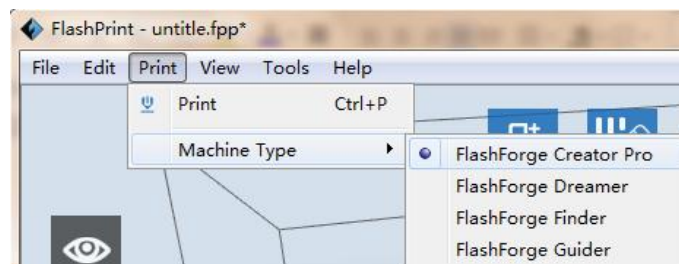 FlashPrint - untitle.fpp*
File Edit Print View Tools Help
Print Ctrl+P
Machine Type
FlashForge Creator Pro
FlashForge Dreamer
FlashForge Finder
FlashForge Guider